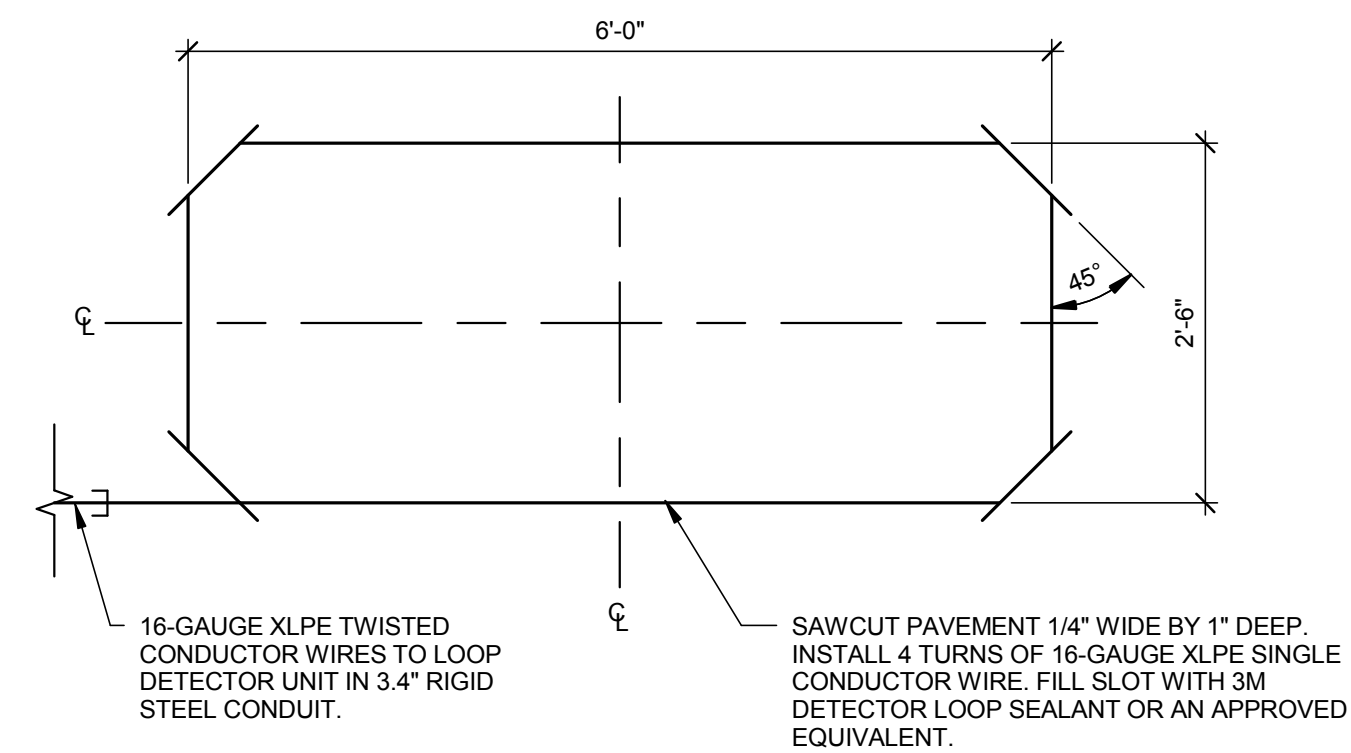 6'-0"
45°
2'-6"
℄
℄
16-GAUGE XLPE TWISTED
CONDUCTOR WIRES TO LOOP
DETECTOR UNIT IN 3.4" RIGID
STEEL CONDUIT.
SAWCUT PAVEMENT 1/4" WIDE BY 1" DEEP.
INSTALL 4 TURNS OF 16-GAUGE XLPE SINGLE
CONDUCTOR WIRE. FILL SLOT WITH 3M
DETECTOR LOOP SEALANT OR AN APPROVED
EQUIVALENT.